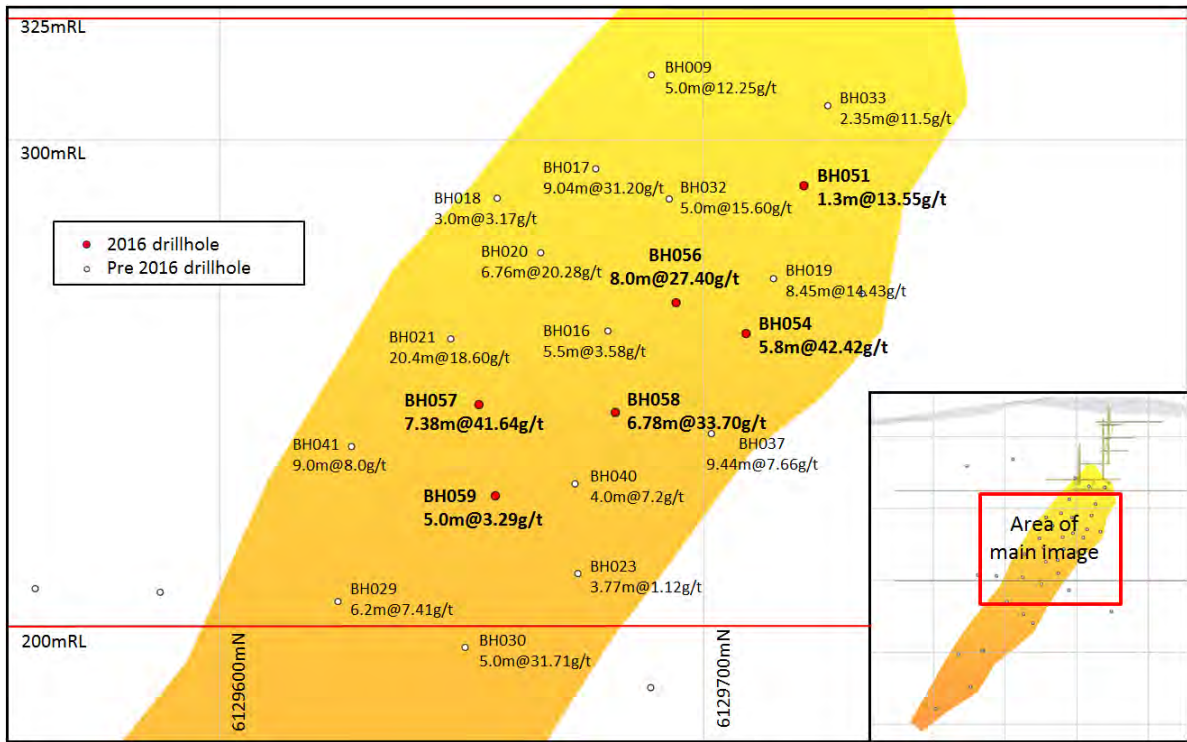 325mRL
BH009
5.0m@12.25g/t
BH033
2.35m@11.5g/t
300mRL
BH017
9.04m@31.20g/t
BH051
1.3m@13.55g/t
BH018
3.0m@3.17g/t
BH032
5.0m@15.60g/t
2016 drillhole
Pre 2016 drillhole
BH020
6.76m@20.28g/t
BH056
8.0m@27.40g/t
BH019
8.45m@14.43g/t
BH021
20.4m@18.60g/t
BH016
5.5m@3.58g/t
BH054
5.8m@42.42g/t
BH057
7.38m@41.64g/t
BH058
6.78m@33.70g/t
BH041
9.0m@8.0g/t
BH037
9.44m@7.66g/t
BH040
4.0m@7.2g/t
BH059
5.0m@3.29g/t
BH023
3.77m@1.12g/t
BH029
6.2m@7.41g/t
200mRL
BH030
5.0m@31.71g/t
6129600mN
6129700mN
Area of
main image